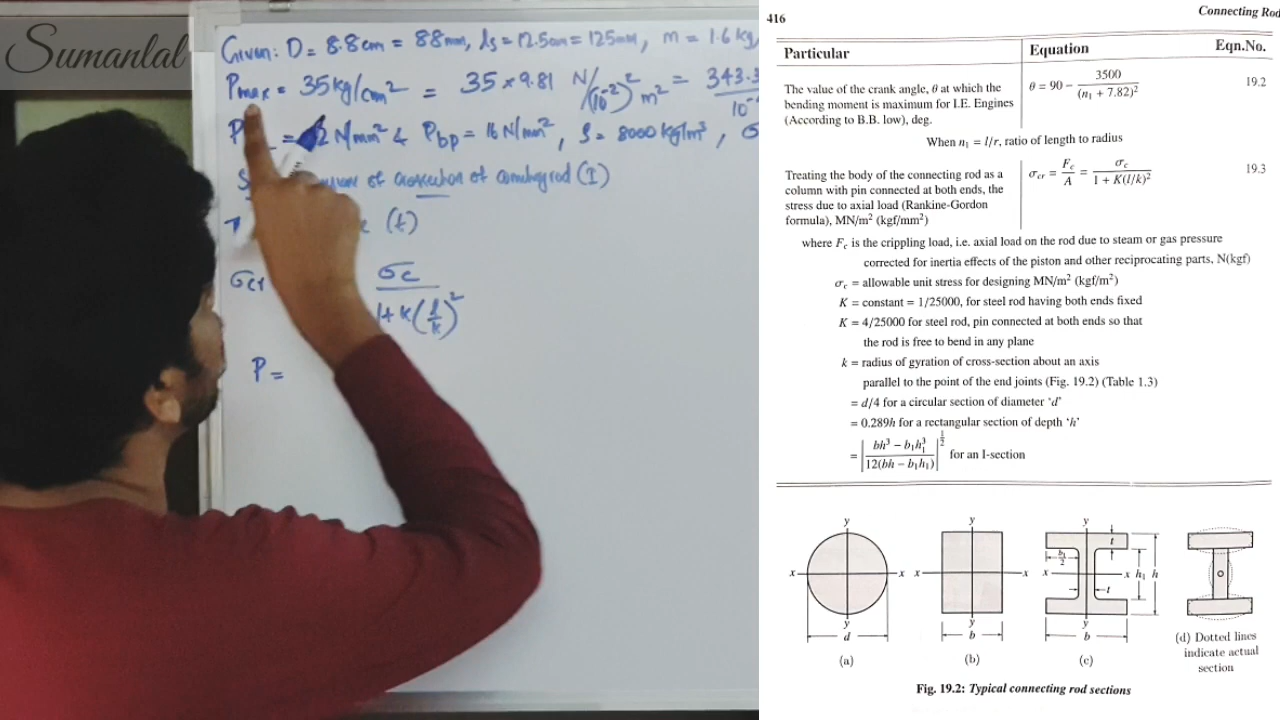 Sumanlal
Given: D = 8.8cm = 88mm, ls = 12.5cm = 125mm, m = 1.6 kg
Pmax = 35 kg/cm² = 35 × 9.81 N/(10⁻²)² m² = 343.3
10⁻
P = 2 N/mm² & Pbp = 16 N/mm², ρ = 8000 kg/m³, σ
of connecting rod (I)
(t)
σcr σc
1 + k(l/k)²
P =
416
Connecting Rod
Particular Equation Eqn.No.
The value of the crank angle, θ at which the
bending moment is maximum for I.E. Engines
(According to B.B. low), deg.
θ = 90 − 3500/(n₁ + 7.82)² 19.2
When n₁ = l/r, ratio of length to radius
Treating the body of the connecting rod as a
column with pin connected at both ends, the
stress due to axial load (Rankine-Gordon
formula), MN/m² (kgf/mm²)
σcr = Fc/A = σc/1 + K(l/k)² 19.3
where Fc is the crippling load, i.e. axial load on the rod due to steam or gas pressure
corrected for inertia effects of the piston and other reciprocating parts, N(kgf)
σc = allowable unit stress for designing MN/m² (kgf/m²)
K = constant = 1/25000, for steel rod having both ends fixed
K = 4/25000 for steel rod, pin connected at both ends so that
the rod is free to bend in any plane
k = radius of gyration of cross-section about an axis
parallel to the point of the end joints (Fig. 19.2) (Table 1.3)
= d/4 for a circular section of diameter 'd'
= 0.289h for a rectangular section of depth 'h'
= |bh³ − b₁h₁³/12(bh − b₁h₁)|^½ for an I-section
y y y
t
b₁/2
x x x x x x h₁ h
t
y y y
d b b
(a) (b) (c)
(d) Dotted lines
indicate actual
section
Fig. 19.2: Typical connecting rod sections